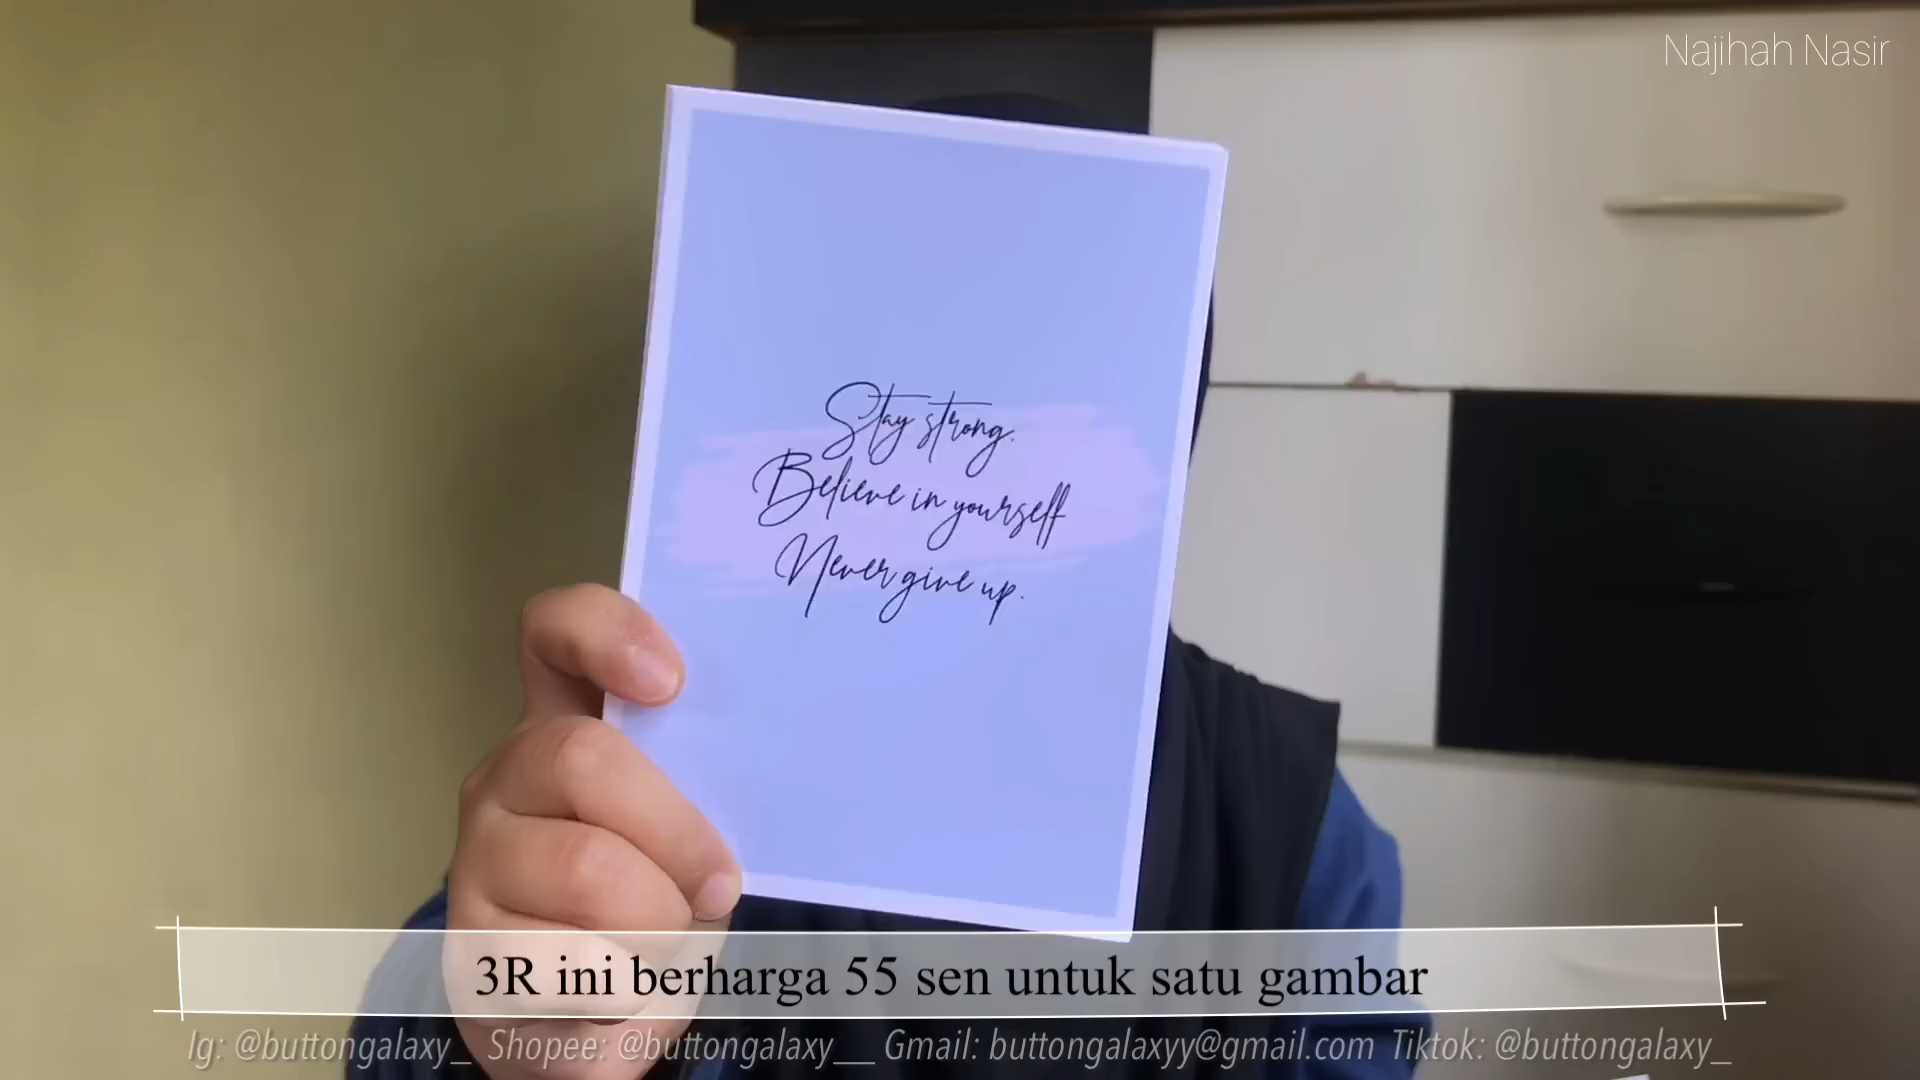 Najihah Nasir
Stay strong.
Believe in yourself
Never give up.
3R ini berharga 55 sen untuk satu gambar
Ig: @buttongalaxy_ Shopee: @buttongalaxy__ Gmail: buttongalaxyy@gmail.com Tiktok: @buttongalaxy_